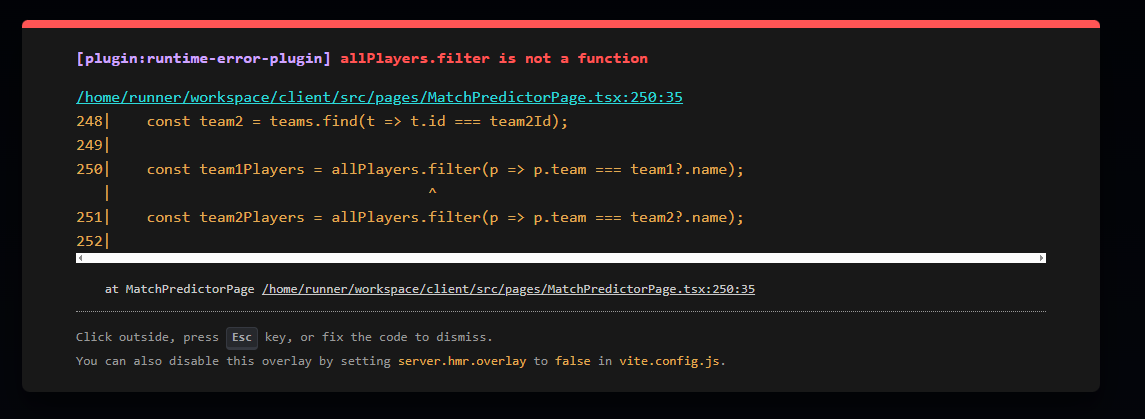 [plugin:runtime-error-plugin] allPlayers.filter is not a function
/home/runner/workspace/client/src/pages/MatchPredictorPage.tsx:250:35
248|    const team2 = teams.find(t => t.id === team2Id);
249|
250|    const team1Players = allPlayers.filter(p => p.team === team1?.name);
   |                                    ^
251|    const team2Players = allPlayers.filter(p => p.team === team2?.name);
252|
at MatchPredictorPage /home/runner/workspace/client/src/pages/MatchPredictorPage.tsx:250:35
Click outside, press Esc key, or fix the code to dismiss.
You can also disable this overlay by setting server.hmr.overlay to false in vite.config.js.